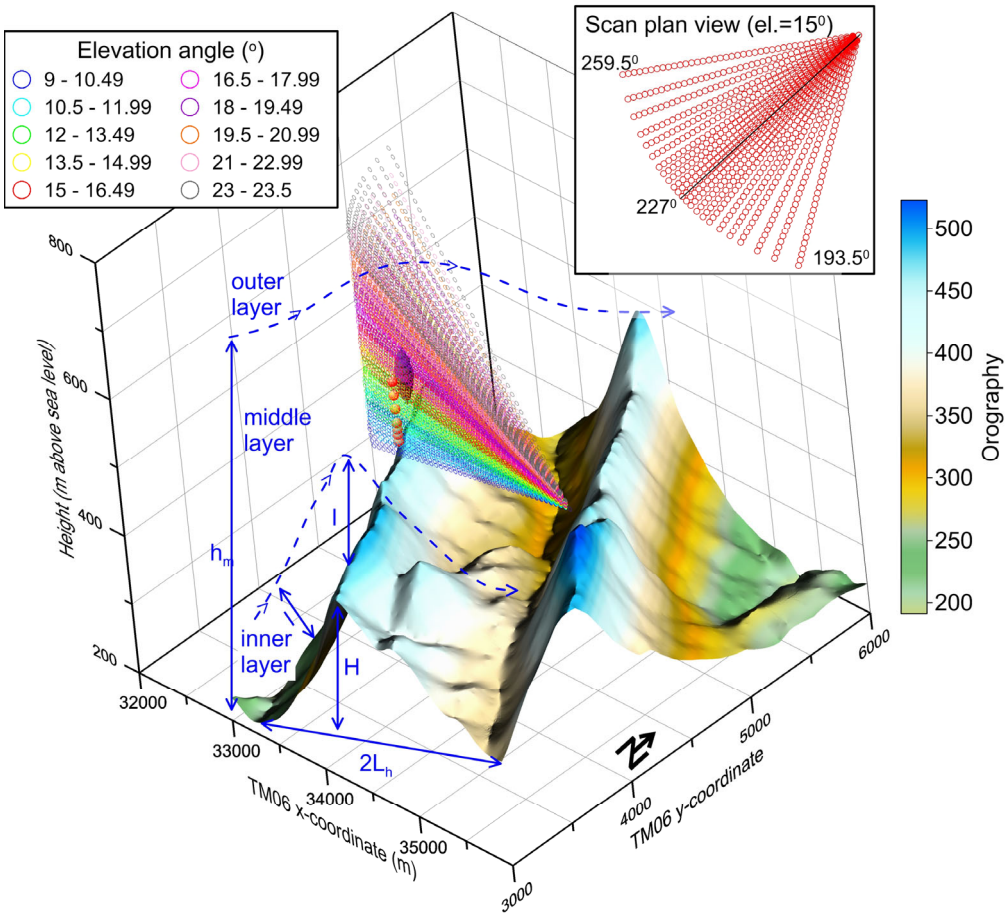 Elevation angle (°)
9 - 10.49
10.5 - 11.99
12 - 13.49
13.5 - 14.99
15 - 16.49
16.5 - 17.99
18 - 19.49
19.5 - 20.99
21 - 22.99
23 - 23.5
Scan plan view (el.=15⁰)
259.5⁰
227⁰
193.5⁰
800
600
400
200
Height (m above sea level)
outer
layer
middle
layer
hₘ
l
l
inner
layer
H
2Lₕ
32000
33000
34000
35000
TM06 x-coordinate (m)
3000
4000
5000
6000
TM06 y-coordinate
N
500
450
400
350
300
250
200
Orography